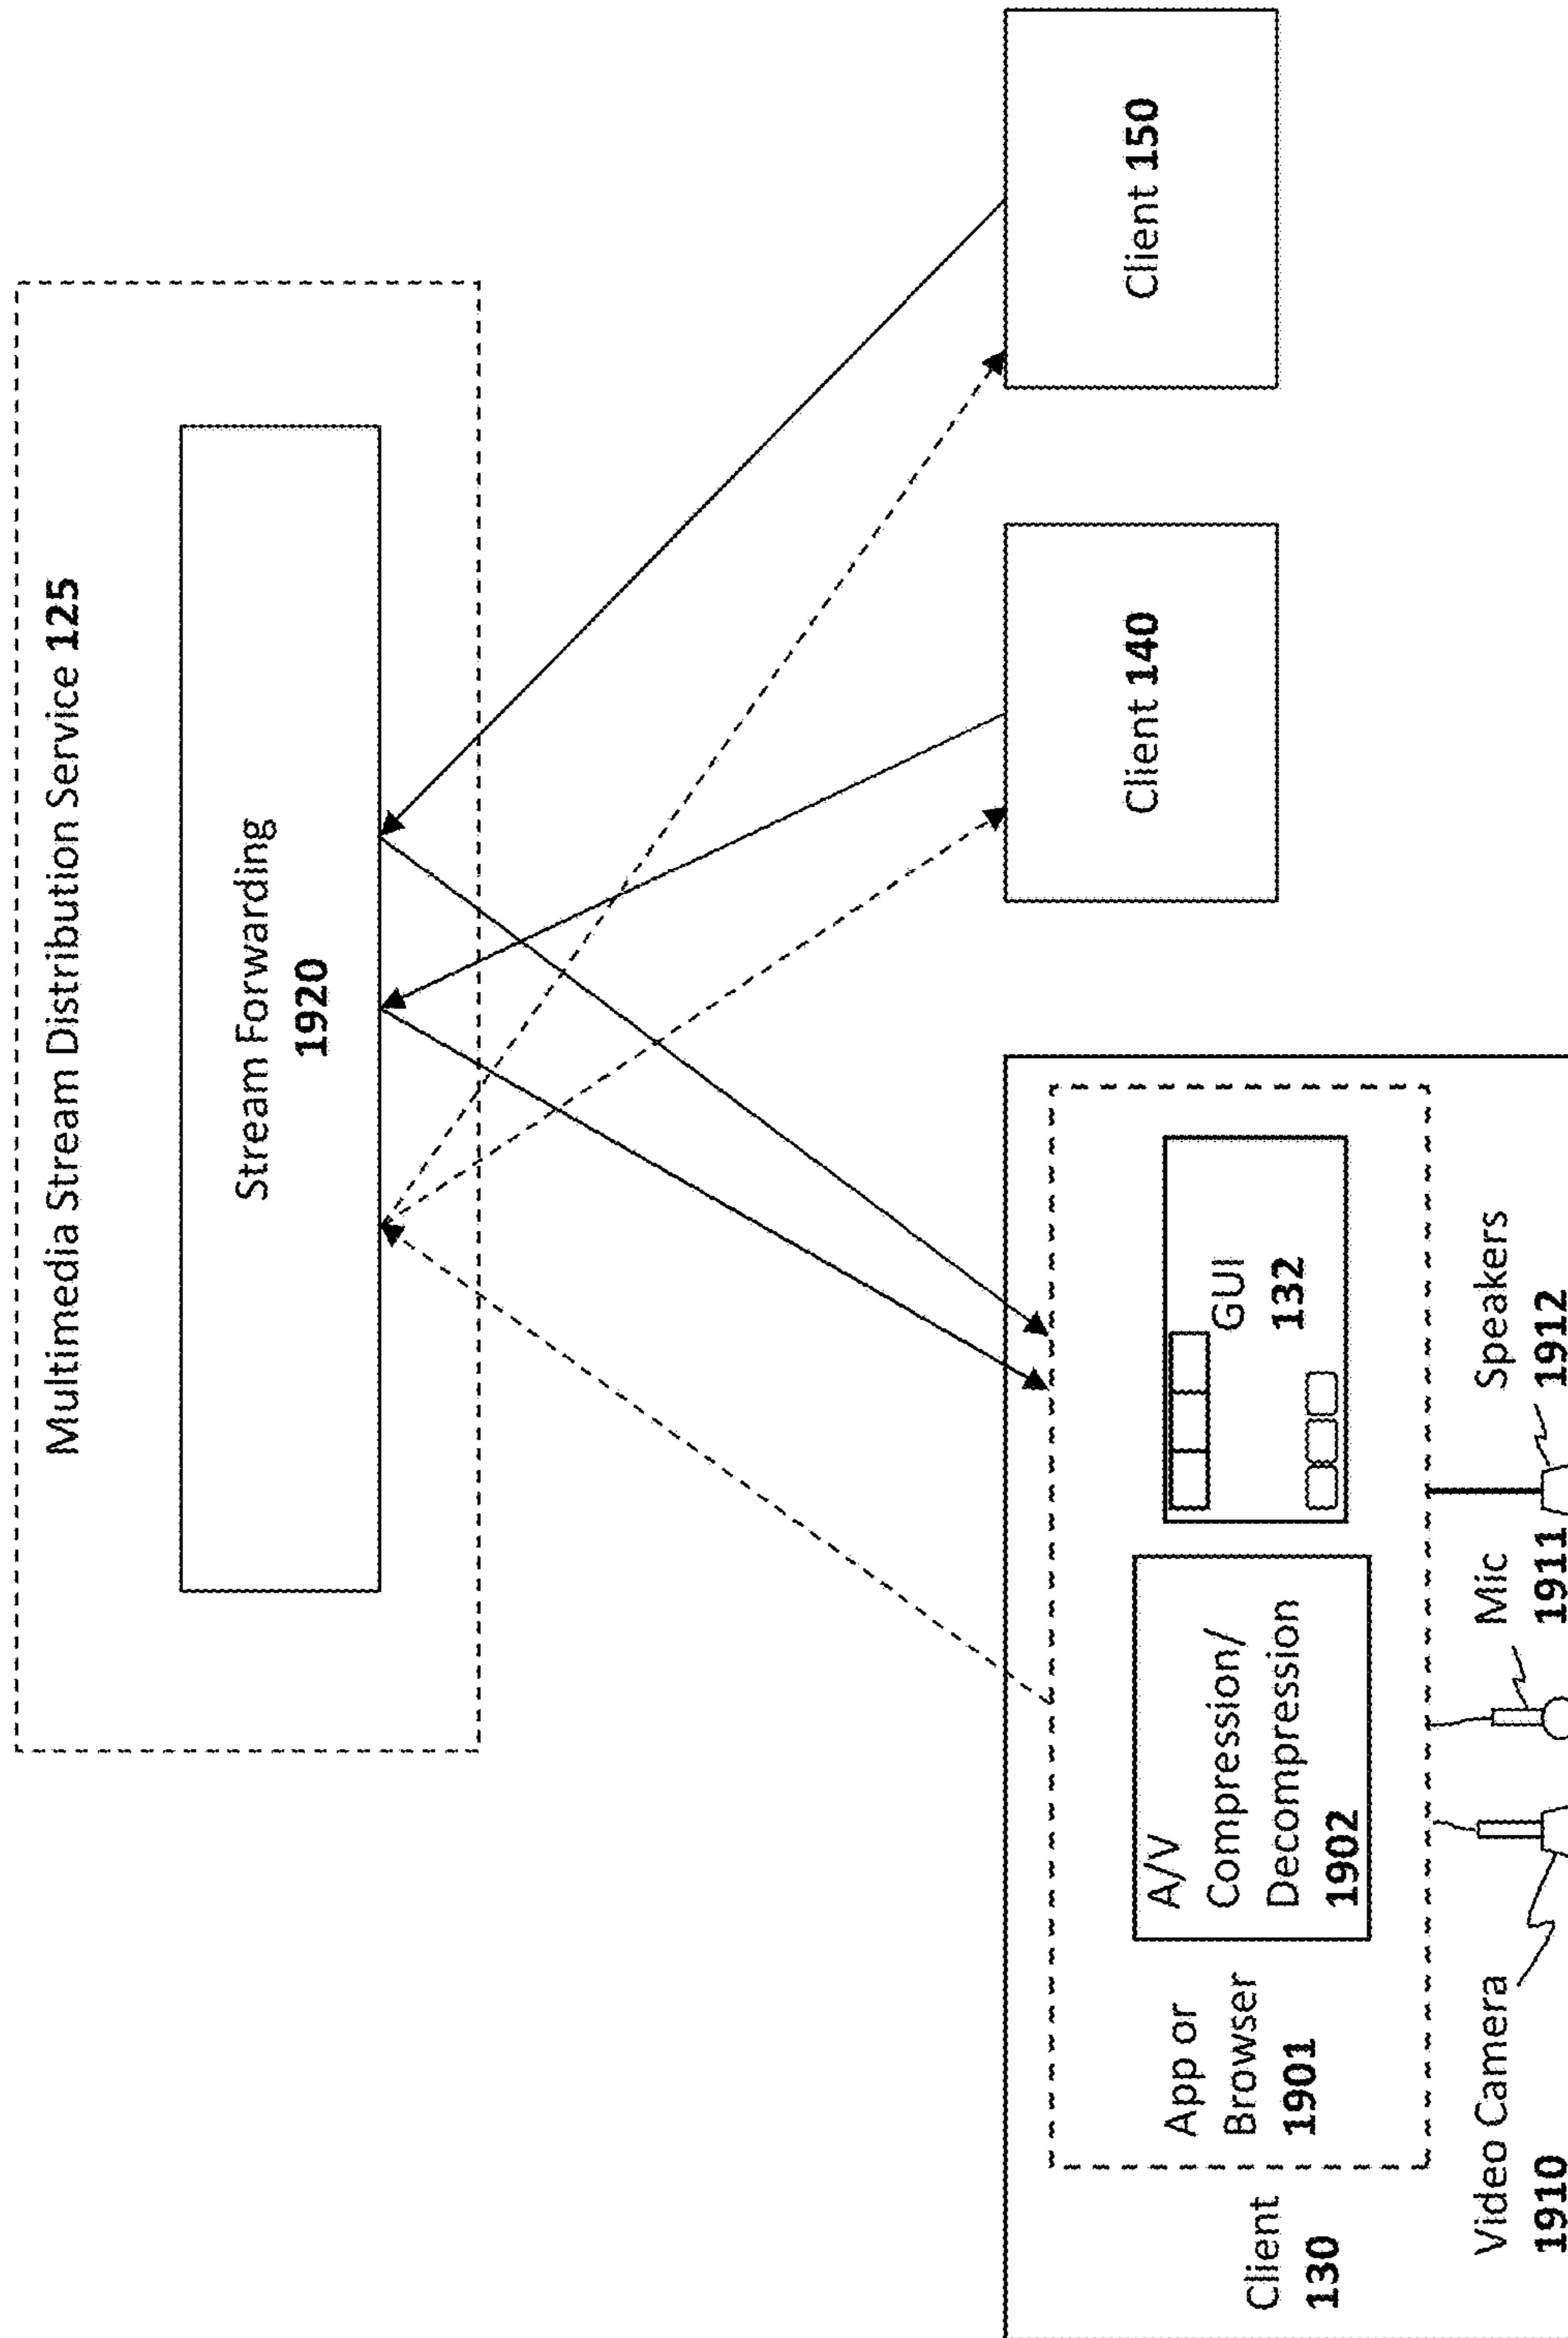 Multimedia Stream Distribution Service 125
Stream Forwarding
1920
Client
130
App or
Browser
1901
A/V
Compression/
Decompression
1902
GUI
132
Client 140
Client 150
Video Camera
1910
Mic
1911
Speakers
1912